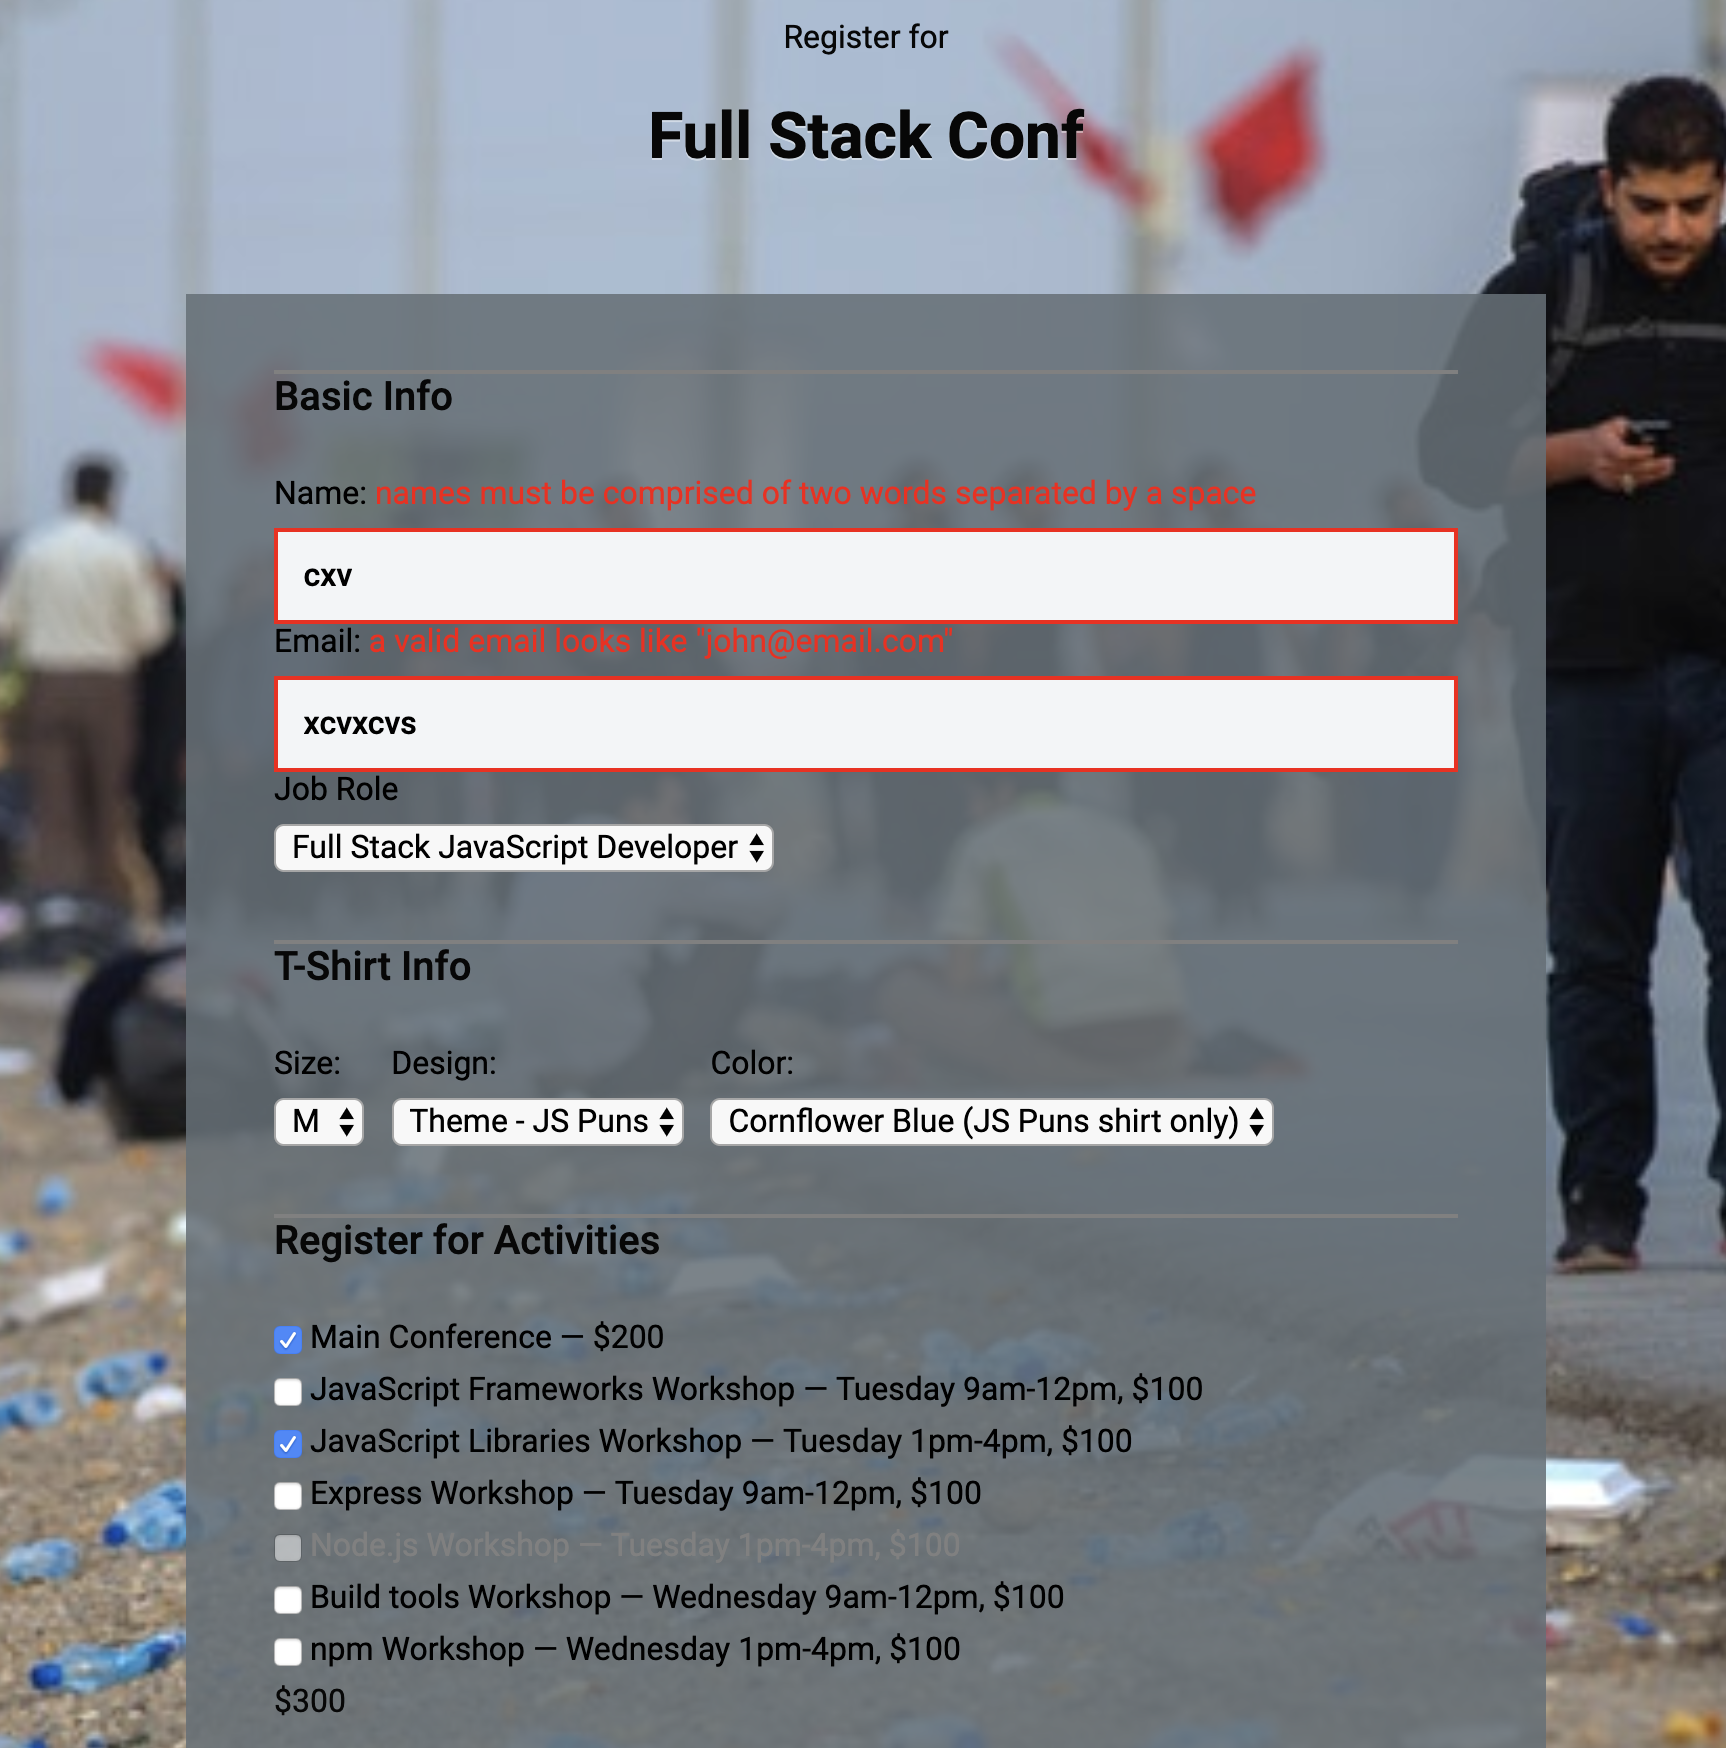 Register for
Full Stack Conf
Basic Info
Name: names must be comprised of two words separated by a space
cxv
Email: a valid email looks like "john@email.com"
xcvxcvs
Job Role
Full Stack JavaScript Developer
T-Shirt Info
Size: Design: Color:
M Theme - JS Puns Cornflower Blue (JS Puns shirt only)
Register for Activities
Main Conference — $200
JavaScript Frameworks Workshop — Tuesday 9am-12pm, $100
JavaScript Libraries Workshop — Tuesday 1pm-4pm, $100
Express Workshop — Tuesday 9am-12pm, $100
Node.js Workshop — Tuesday 1pm-4pm, $100
Build tools Workshop — Wednesday 9am-12pm, $100
npm Workshop — Wednesday 1pm-4pm, $100
$300